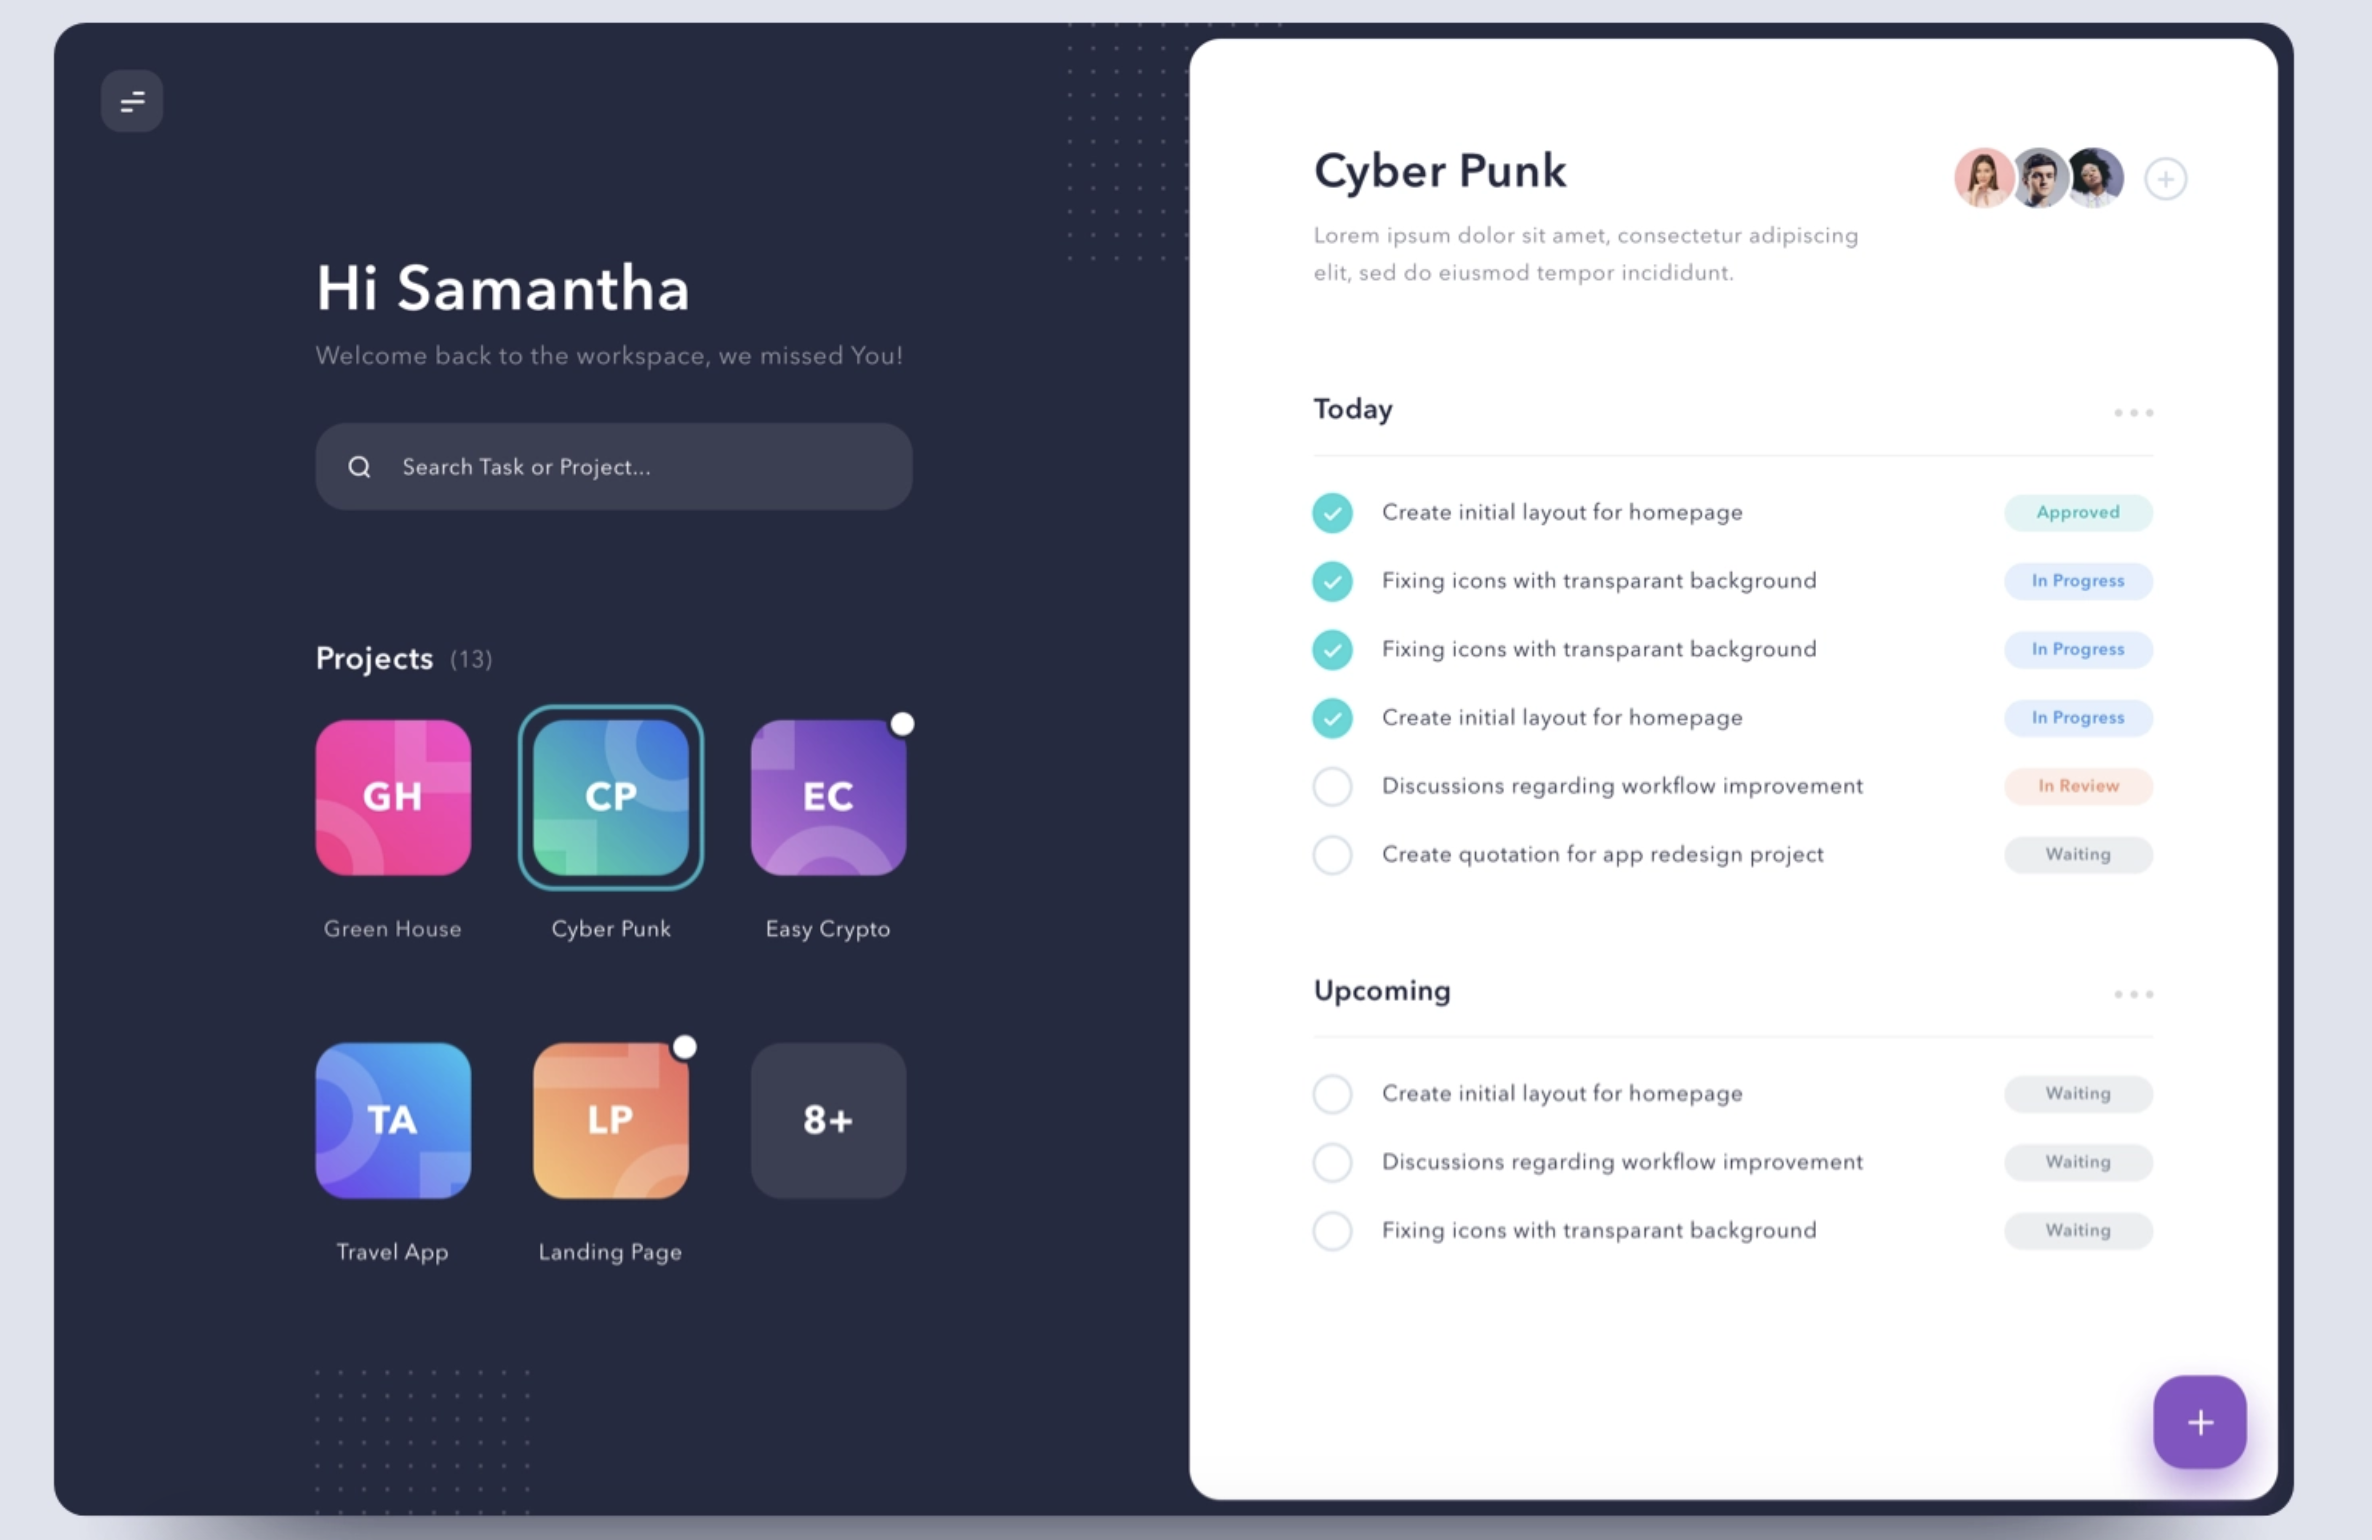 Hi Samantha
Welcome back to the workspace, we missed You!
Search Task or Project...
Projects (13)
GH
CP
EC
Green House
Cyber Punk
Easy Crypto
TA
LP
8+
Travel App
Landing Page
Cyber Punk
Lorem ipsum dolor sit amet, consectetur adipiscing
elit, sed do eiusmod tempor incididunt.
Today
Create initial layout for homepage Approved
Fixing icons with transparant background In Progress
Fixing icons with transparant background In Progress
Create initial layout for homepage In Progress
Discussions regarding workflow improvement In Review
Create quotation for app redesign project Waiting
Upcoming
Create initial layout for homepage Waiting
Discussions regarding workflow improvement Waiting
Fixing icons with transparant background Waiting